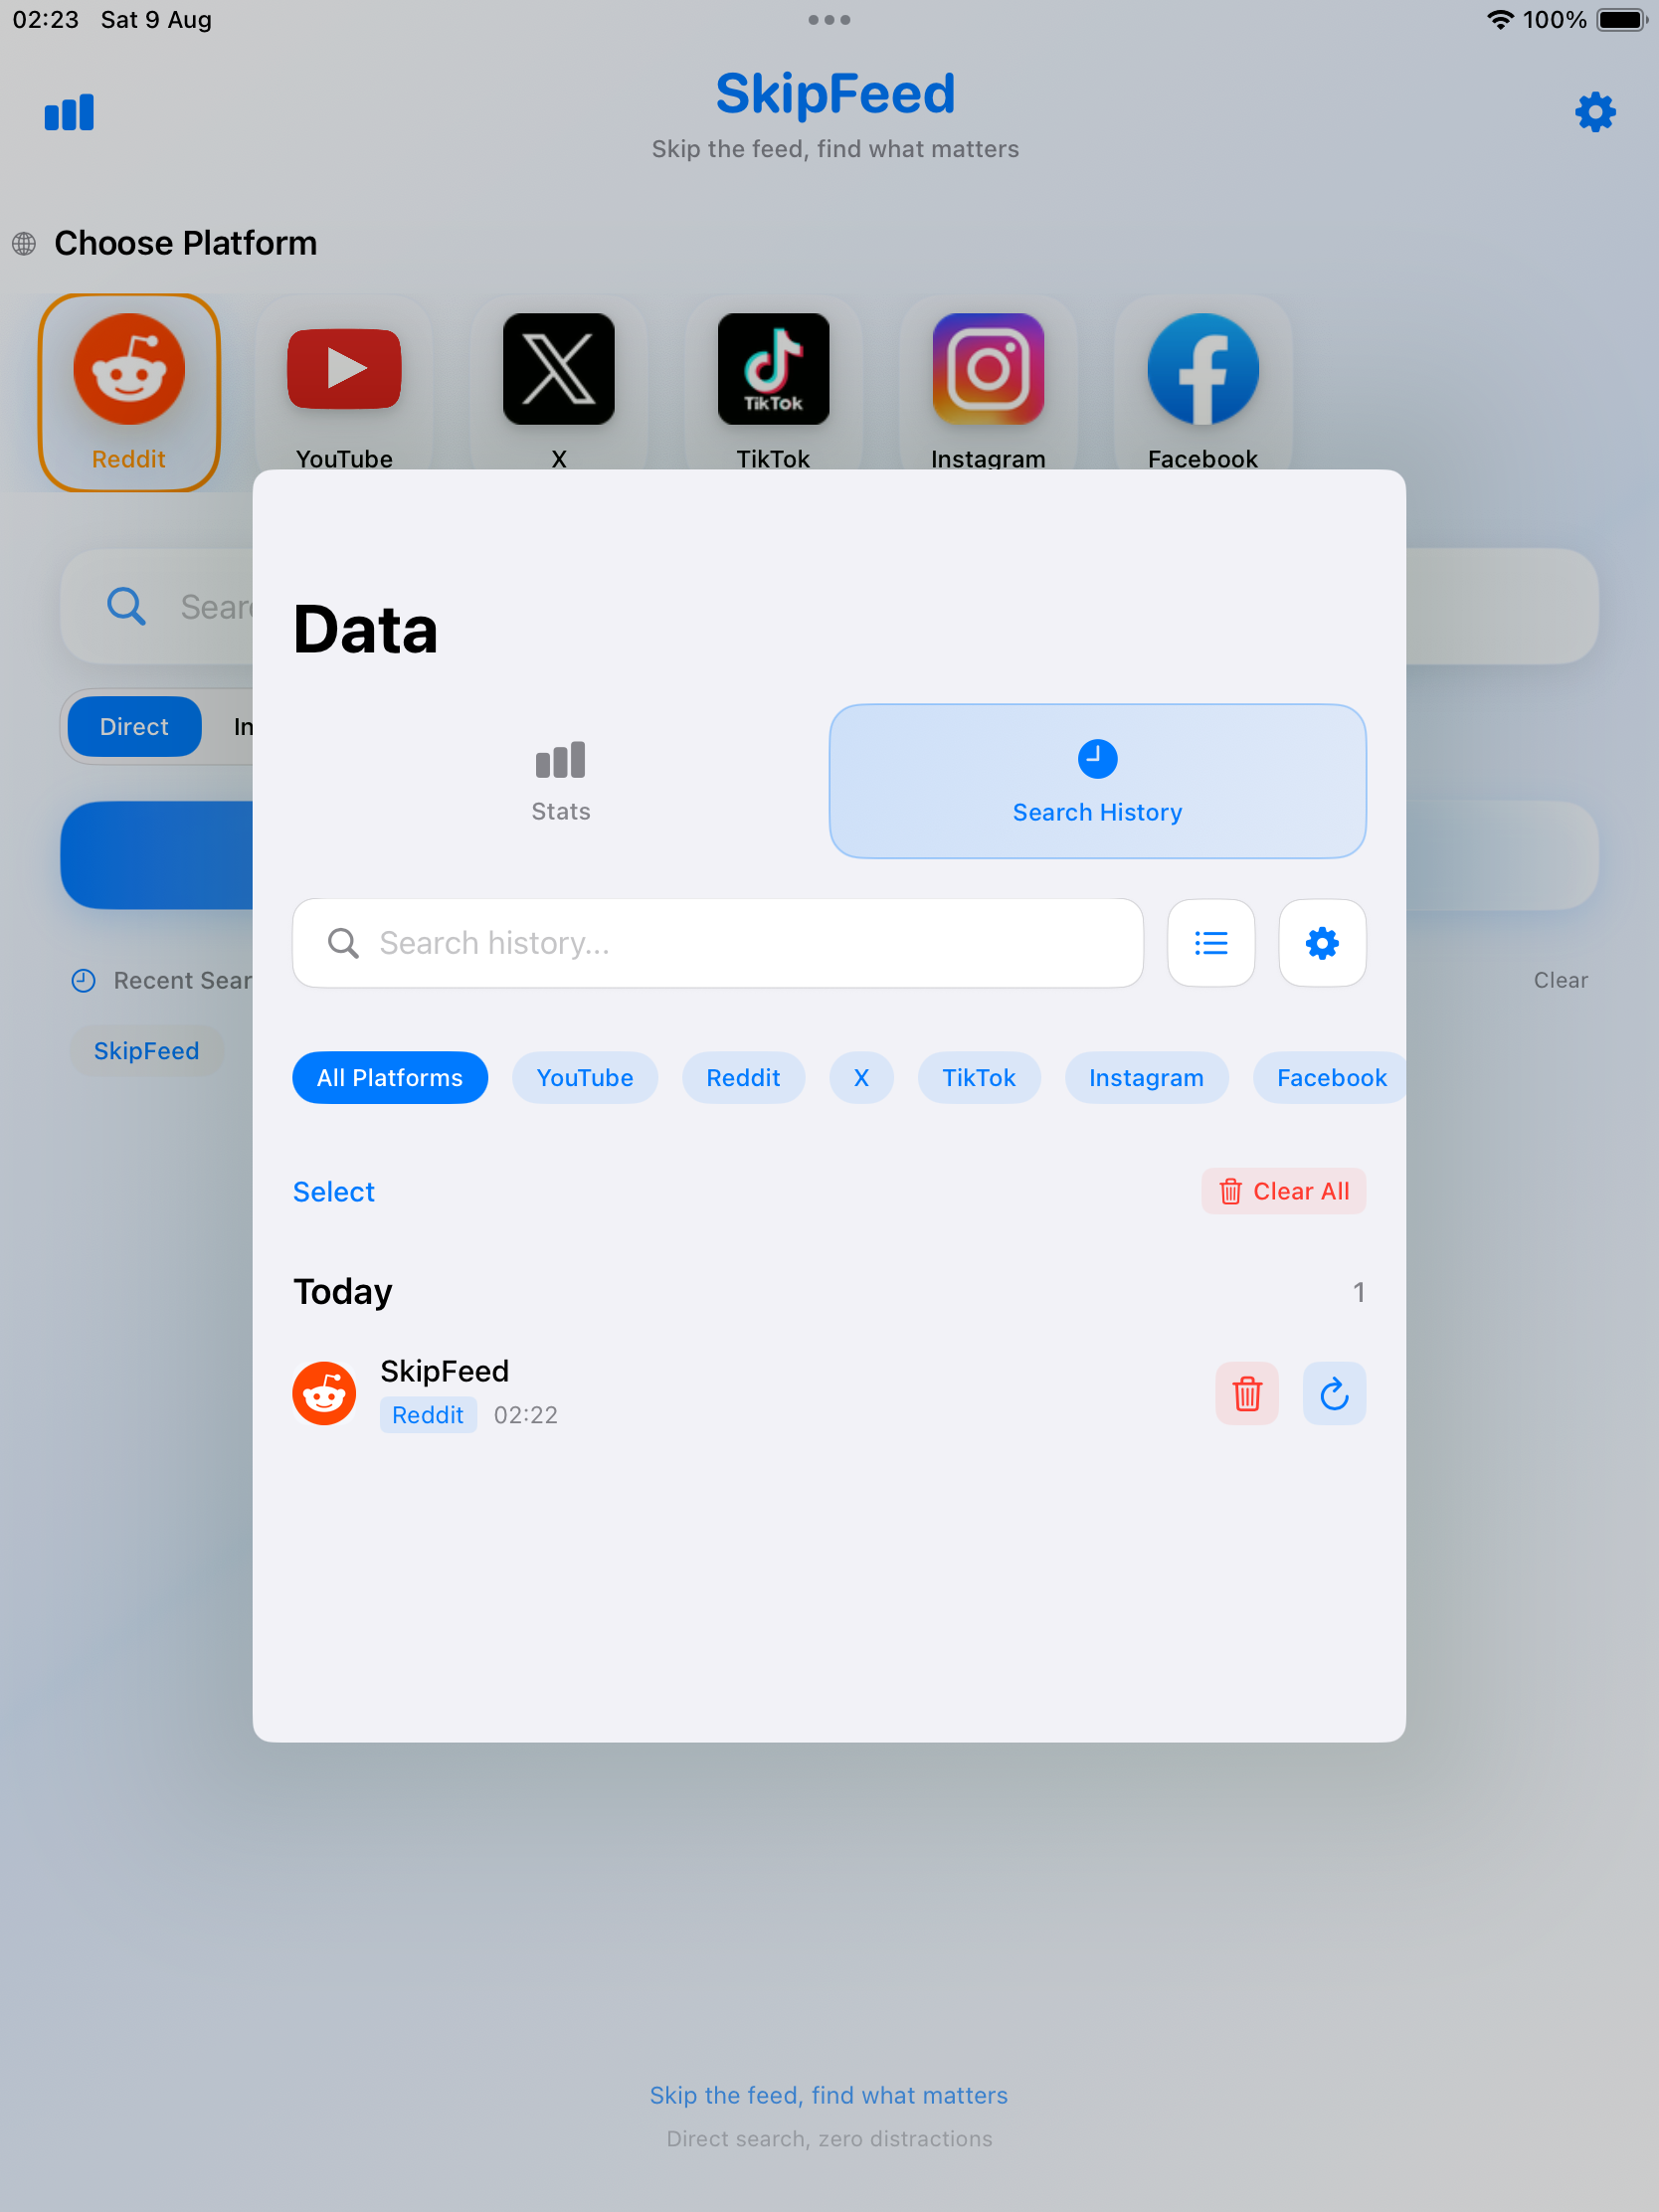 02:23 Sat 9 Aug 100%
SkipFeed
Skip the feed, find what matters
Choose Platform
TikTok
Reddit YouTube X TikTok Instagram Facebook
Sear
Direct In
Recent Sear Clear
SkipFeed
Data
Stats Search History
Search history...
All Platforms YouTube Reddit X TikTok Instagram Facebook
Select Clear All
Today 1
SkipFeed
Reddit 02:22
Skip the feed, find what matters
Direct search, zero distractions